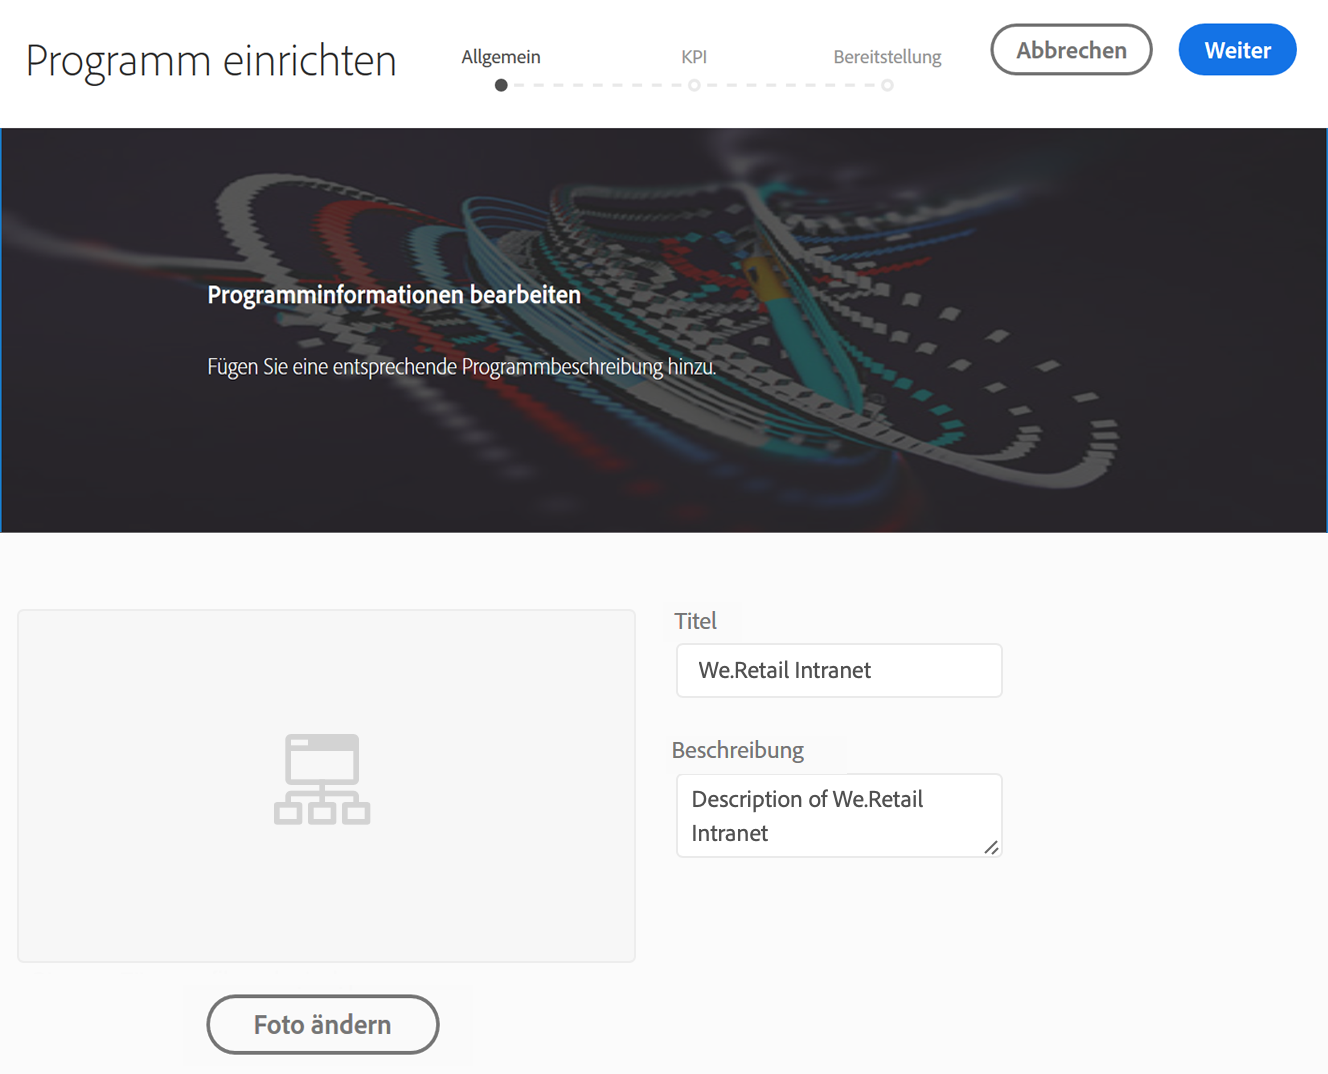 Programm einrichten
Allgemein
KPI
Bereitstellung
Abbrechen
Weiter
Programminformationen bearbeiten
Fügen Sie eine entsprechende Programmbeschreibung hinzu.
Titel
We.Retail Intranet
Beschreibung
Description of We.Retail
Intranet
Foto ändern